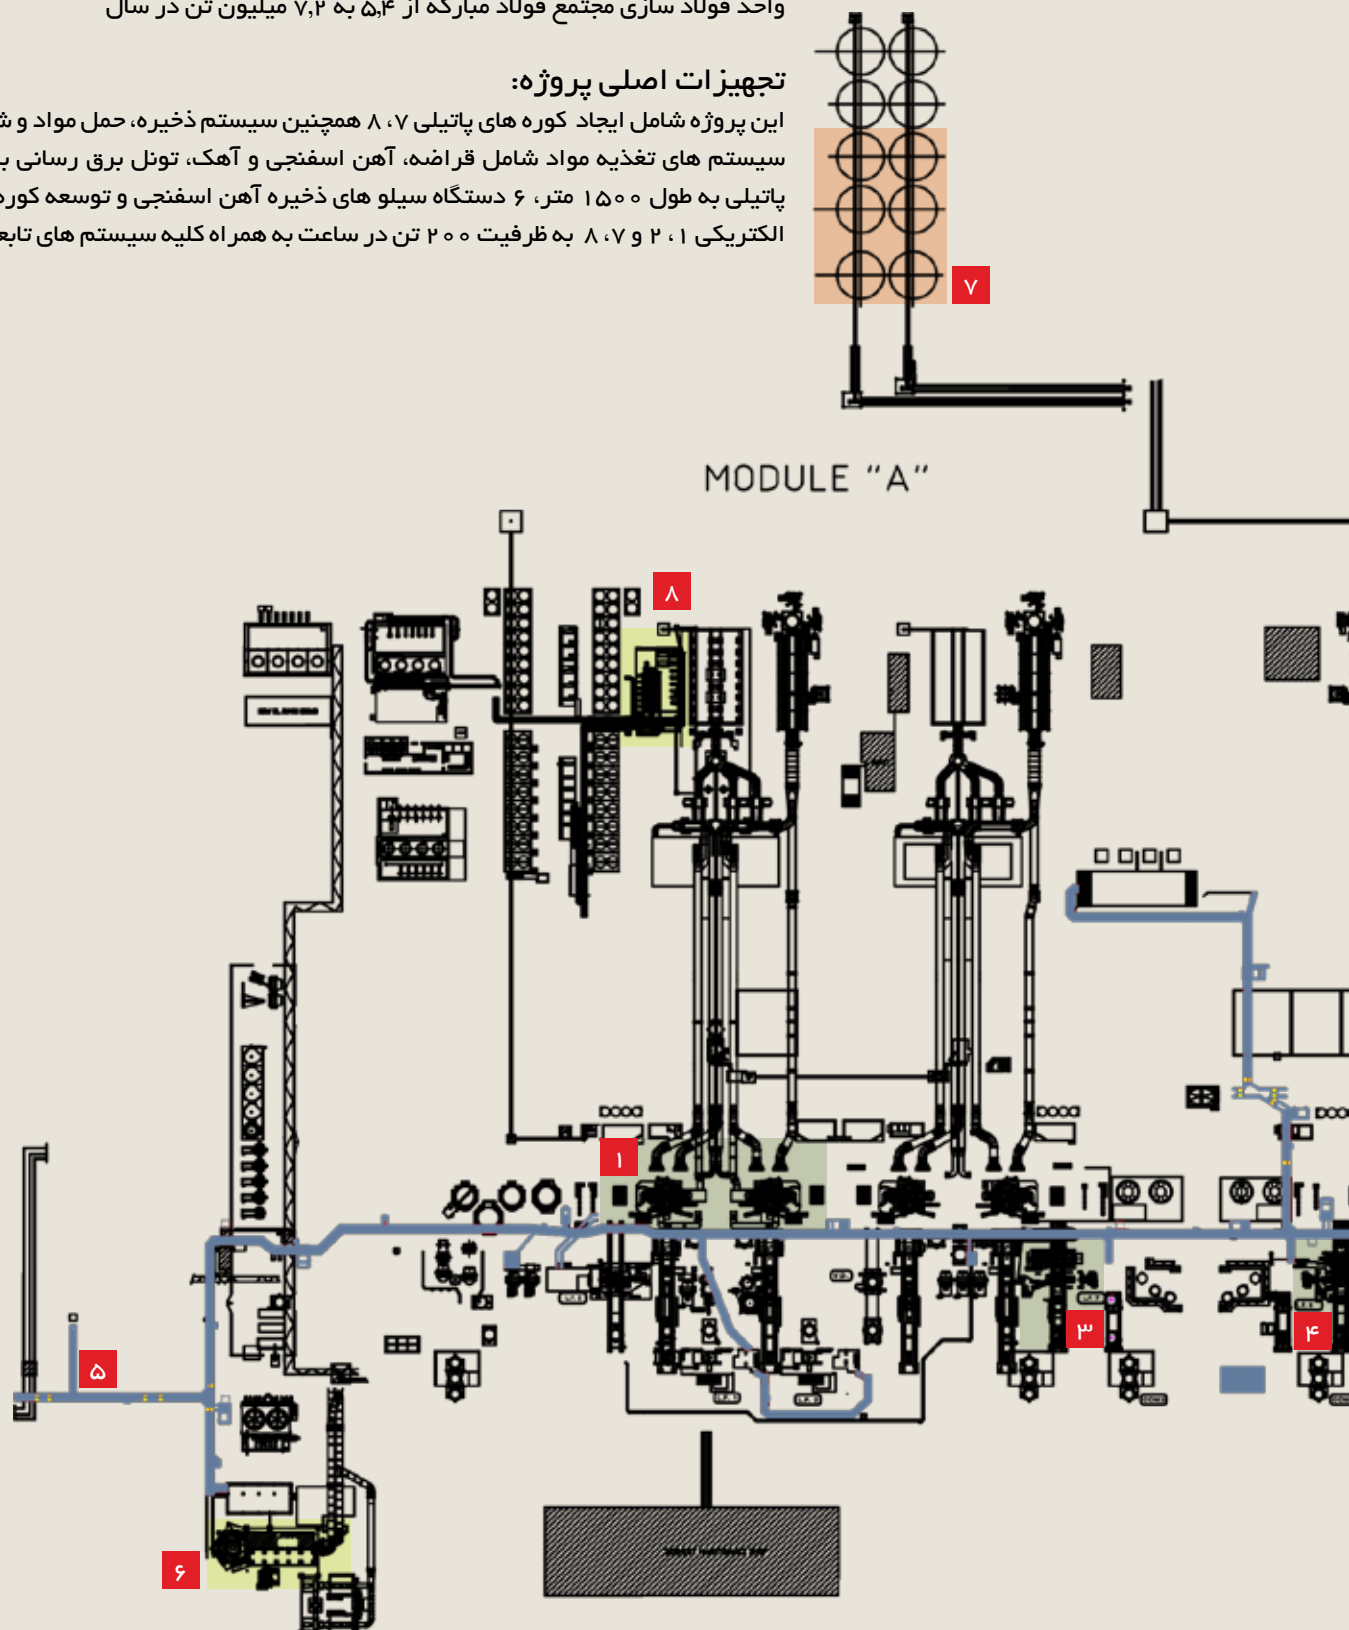 واحد فولاد سازی مجتمع فولاد مبارکه از ۵,۴ به ۷,۲ میلیون تن در سال
تجهیزات اصلی پروژه:
این پروژه شامل ایجاد کوره های پاتیلی ۷، ۸ همچنین سیستم ذخیره، حمل مواد و
سیستم های تغذیه مواد شامل قراضه، آهن اسفنجی و آهک، تونل برق رسانی
پاتیلی به طول ۱۵۰۰ متر، ۶ دستگاه سیلو های ذخیره آهن اسفنجی و توسعه
الکتریکی ۱، ۲ و ۷، ۸ به ظرفیت ۲۰۰ تن در ساعت به همراه کلیه سیستم های
۷
MODULE "A"
۸
۱
۳
۴
۵
۶